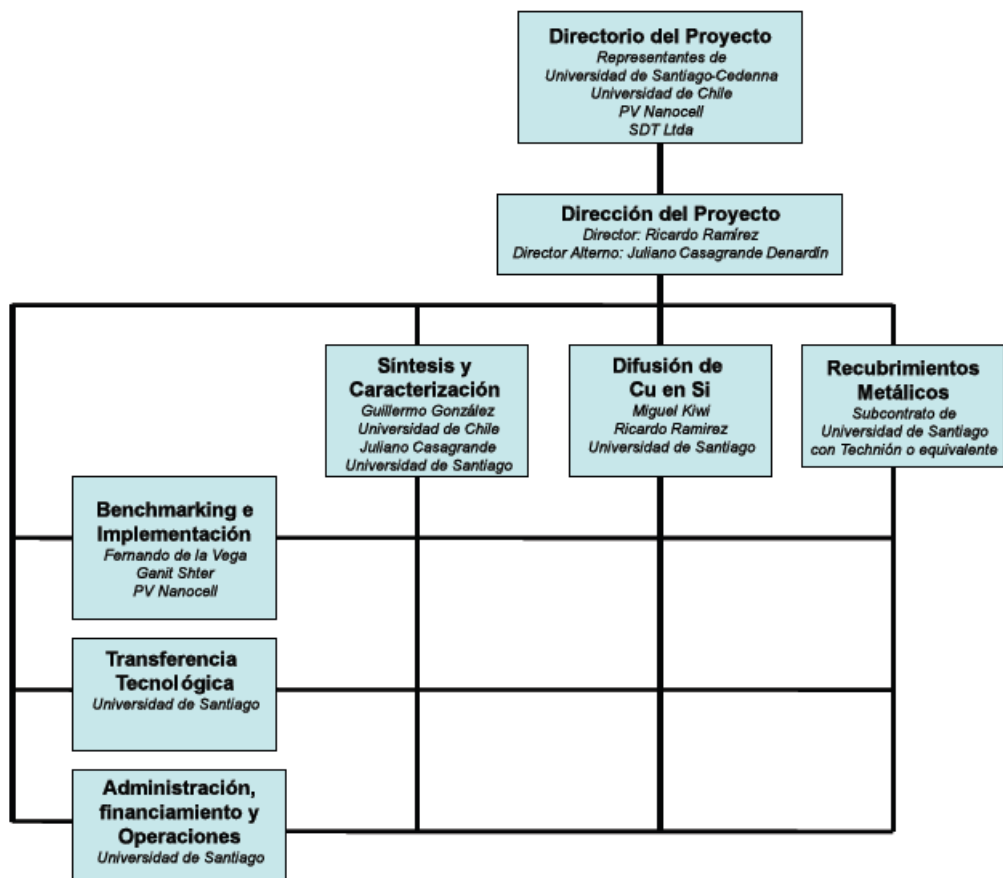 Directorio del Proyecto
Representantes de
Universidad de Santiago-Cedenna
Universidad de Chile
PV Nanocell
SDT Ltda
Dirección del Proyecto
Director: Ricardo Ramírez
Director Alterno: Juliano Casagrande Denardín
Síntesis y
Caracterización
Guillermo González
Universidad de Chile
Juliano Casagrande
Universidad de Santiago
Difusión de
Cu en Si
Miguel Kiwi
Ricardo Ramirez
Universidad de Santiago
Recubrimientos
Metálicos
Subcontrato de
Universidad de Santiago
con Technión o equivalente
Benchmarking e
Implementación
Fernando de la Vega
Ganit Shter
PV Nanocell
Transferencia
Tecnológica
Universidad de Santiago
Administración,
financiamiento y
Operaciones
Universidad de Santiago